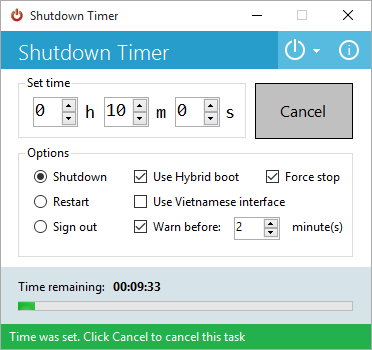 Shutdown Timer
Shutdown Timer
Set time
0 h 10 m 0 s
Cancel
Options
Shutdown Use Hybrid boot Force stop
Restart Use Vietnamese interface
Sign out Warn before: 2 minute(s)
Time remaining: 00:09:33
Time was set. Click Cancel to cancel this task